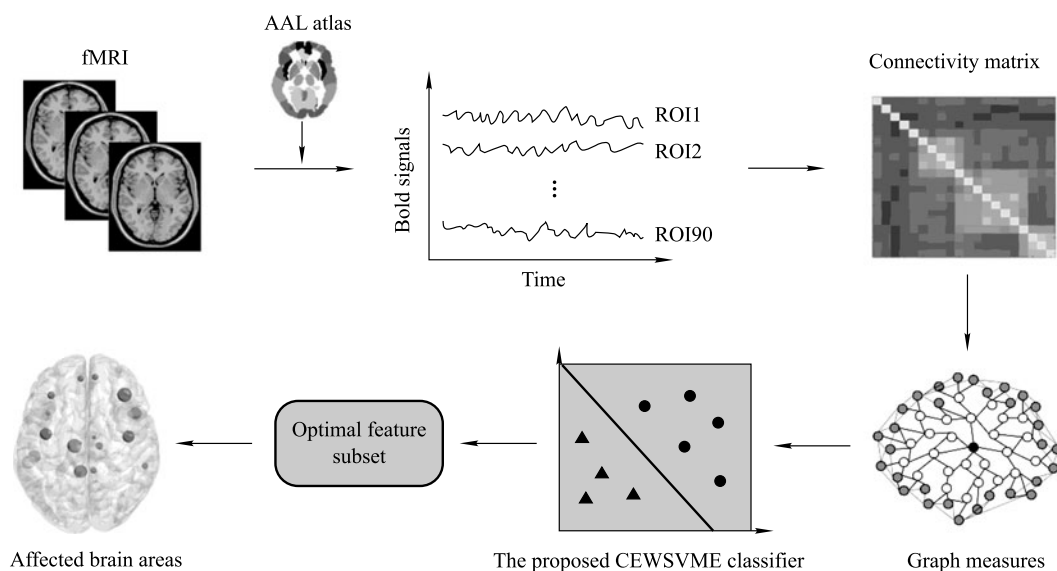 AAL atlas
fMRI
Connectivity matrix
Bold signals
ROI1
ROI2
ROI90
Time
Optimal feature
subset
Affected brain areas
The proposed CEWSVME classifier
Graph measures